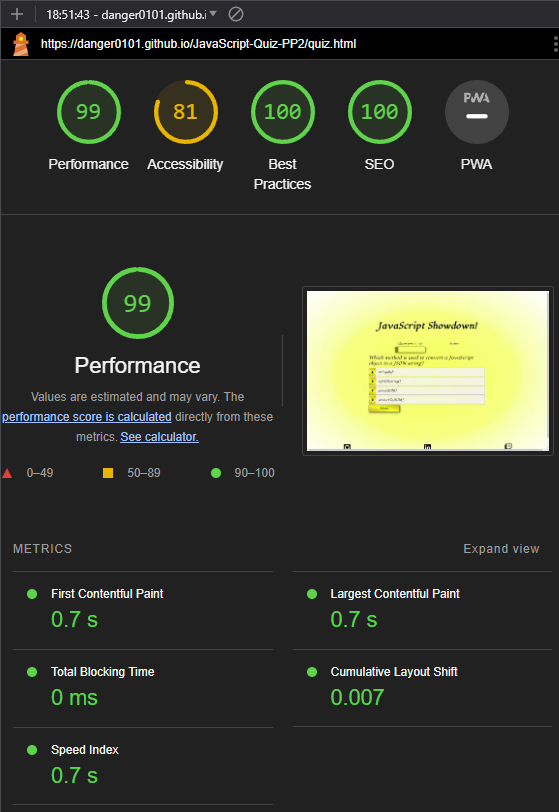 18:51:43 - danger0101.github.i
https://danger0101.github.io/JavaScript-Quiz-PP2/quiz.html
99
81
100
100
PWA
Performance
Accessibility
Best
Practices
SEO
PWA
99
Performance
Values are estimated and may vary. The
performance score is calculated directly from these
metrics. See calculator.
0–49
50–89
90–100
JavaScript Showdown!
Which method is used to convert a JavaScript
object to a JSON string?
METRICS
Expand view
First Contentful Paint
0.7 s
Largest Contentful Paint
0.7 s
Total Blocking Time
0 ms
Cumulative Layout Shift
0.007
Speed Index
0.7 s